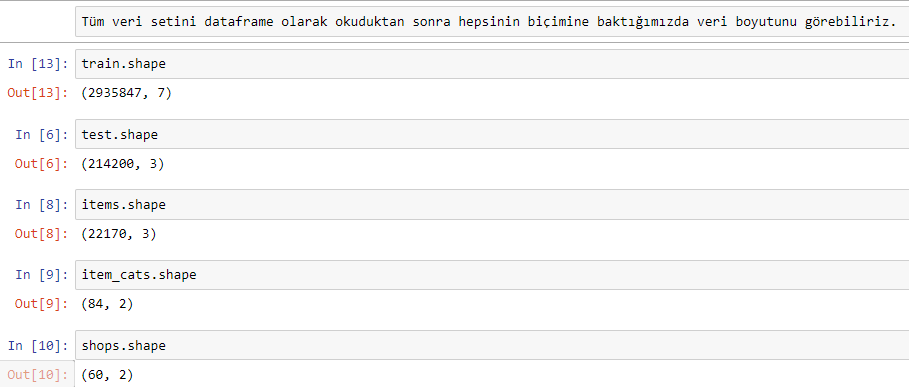 Tüm veri setini dataframe olarak okuduktan sonra hepsinin biçimine baktığımızda veri boyutunu görebiliriz.
In [13]: train.shape
Out[13]: (2935847, 7)
In [6]: test.shape
Out[6]: (214200, 3)
In [8]: items.shape
Out[8]: (22170, 3)
In [9]: item_cats.shape
Out[9]: (84, 2)
In [10]: shops.shape
Out[10]: (60, 2)